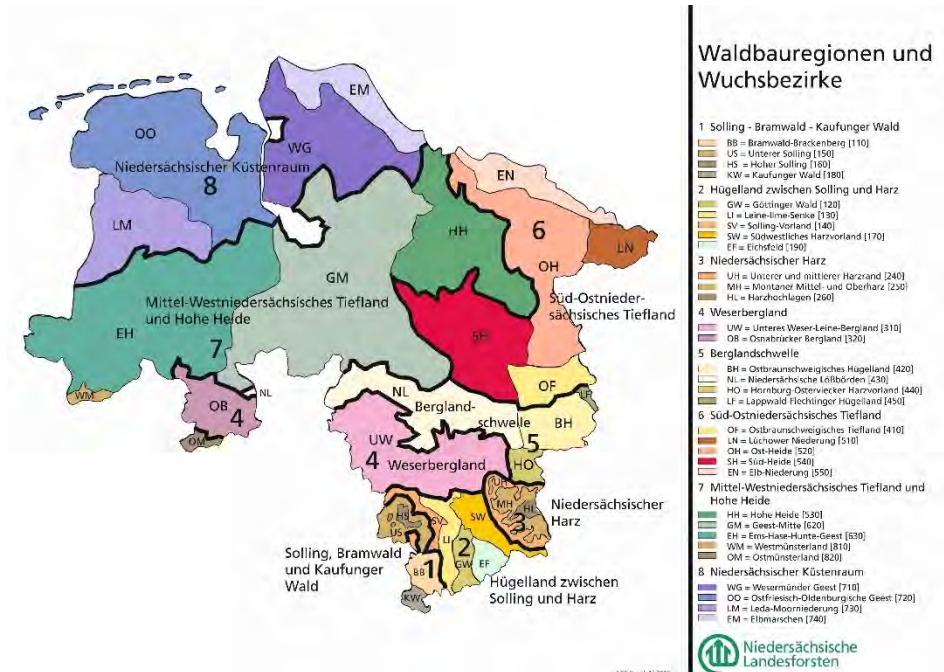 EM
OO
WG
Niedersächsischer Küstenraum
8
EN
LM
HH
6
LN
GM
OH
Mittel-Westniedersächsisches Tiefland
und Hohe Heide
Süd-Ostnieder-
sächsisches Tiefland
EH
SH
7
WM
OF
NL
NL
LF
OB
4
Bergland-
schwelle
BH
OM
UW
5
4
Weserbergland
HO
UH
MH
HL
Niedersächsischer
Harz
3
HS
SV
SW
US
LI
2
Solling, Bramwald
und Kaufunger
Wald
BB
1
GW
EF
Hügelland zwischen
Solling und Harz
KW
Waldbauregionen und
Wuchsbezirke
1 Solling - Bramwald - Kaufunger Wald
BB = Bramwald-Brackenberg [110]
US = Unterer Solling [150]
HS = Hoher Solling [160]
KW = Kaufunger Wald [180]
2 Hügelland zwischen Solling und Harz
GW = Göttinger Wald [120]
LI = Leine-Ilme-Senke [130]
SV = Solling-Vorland [140]
SW = Südwestliches Harzvorland [170]
EF = Eichsfeld [190]
3 Niedersächsischer Harz
UH = Unterer und mittlerer Harzrand [240]
MH = Montaner Mittel- und Oberharz [250]
HL = Harzhochlagen [260]
4 Weserbergland
UW = Unteres Weser-Leine-Bergland [310]
OB = Osnabrücker Bergland [320]
5 Berglandschwelle
BH = Ostbraunschweigisches Hügelland [420]
NL = Niedersächsische Lößbörden [430]
HO = Hornburg-Ostervlecker Harzvorland [440]
LF = Lappwald Flechtinger Hügelland [450]
6 Süd-Ostniedersächsisches Tiefland
OF = Ostbraunschweigisches Tiefland [410]
LN = Lüchower Niederung [510]
OH = Ost-Heide [520]
SH = Süd-Heide [540]
EN = Elb-Niederung [550]
7 Mittel-Westniedersächsisches Tiefland und
Hohe Heide
HH = Hohe Heide [530]
GM = Geest-Mitte [620]
EH = Ems-Hase-Hunte-Geest [630]
WM = Westmünsterland [810]
OM = Ostmünsterland [820]
8 Niedersächsischer Küstenraum
WG = Wesermünder Geest [710]
OO = Ostfriesisch-Oldenburgische Geest [720]
LM = Leda-Moorniederung [730]
EM = Elbmarschen [740]
Niedersächsische
Landesforsten